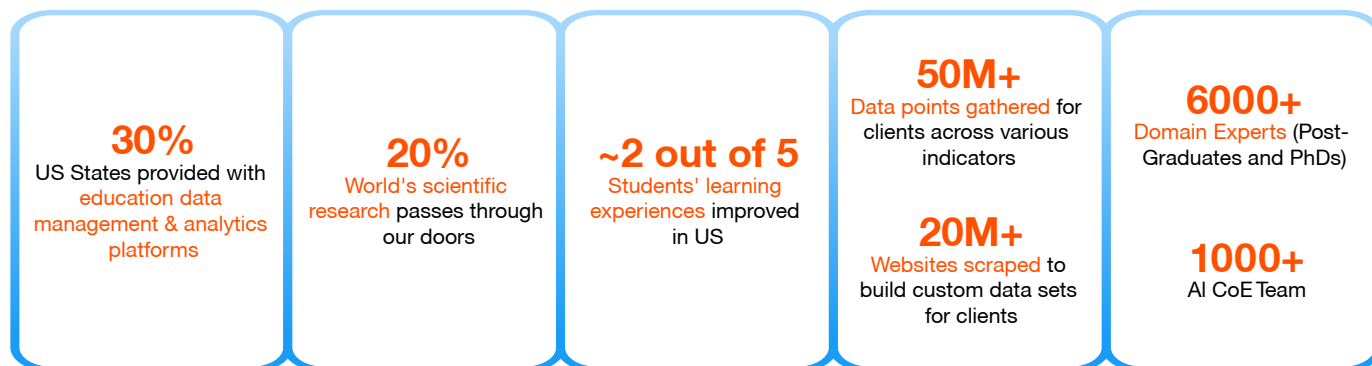 30%
US States provided with
education data
management & analytics
platforms
20%
World's scientific
research passes through
our doors
~2 out of 5
Students' learning
experiences improved
in US
50M+
Data points gathered for
clients across various
indicators
20M+
Websites scraped to
build custom data sets
for clients
6000+
Domain Experts (Post-
Graduates and PhDs)
1000+
AI CoE Team